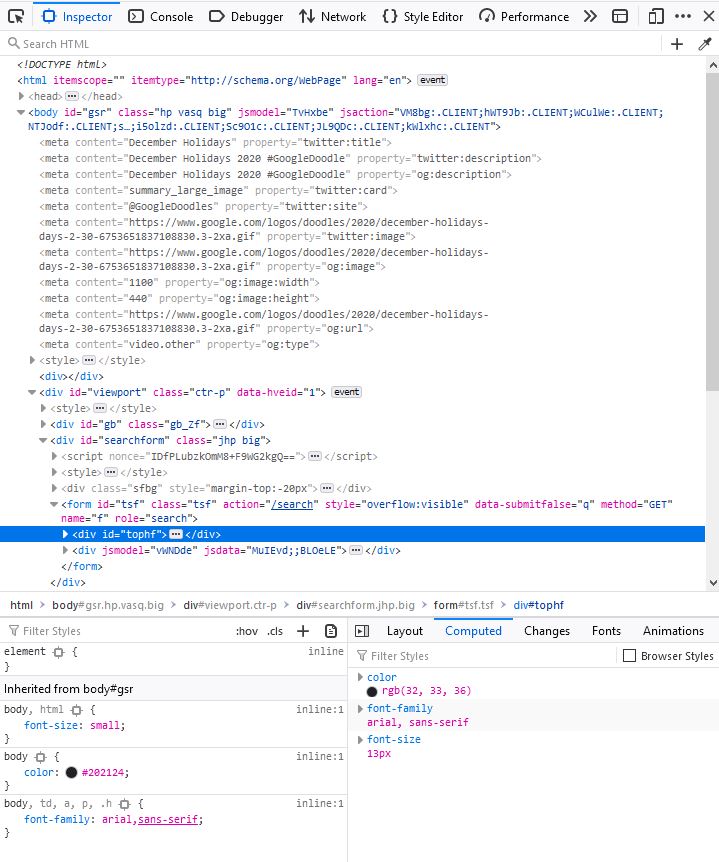 Inspector Console Debugger Network Style Editor Performance
Search HTML
<!DOCTYPE html>
<html itemscope="" itemtype="http://schema.org/WebPage" lang="en"> event
<head> ••• </head>
<body id="gsr" class="hp vasq big" jsmodel="TvHxbe" jsaction="VM8bg:.CLIENT;hWT9Jb:.CLIENT;WCulWe:.CLIENT;
NTJodf:.CLIENT;s…;i5olzd:.CLIENT;Sc9O1c:.CLIENT;JL9QDc:.CLIENT;kWlxhc:.CLIENT">
<meta content="December Holidays" property="twitter:title">
<meta content="December Holidays 2020 #GoogleDoodle" property="twitter:description">
<meta content="December Holidays 2020 #GoogleDoodle" property="og:description">
<meta content="summary_large_image" property="twitter:card">
<meta content="@GoogleDoodles" property="twitter:site">
<meta content="https://www.google.com/logos/doodles/2020/december-holidays-
days-2-30-6753651837108830.3-2xa.gif" property="twitter:image">
<meta content="https://www.google.com/logos/doodles/2020/december-holidays-
days-2-30-6753651837108830.3-2xa.gif" property="og:image">
<meta content="1100" property="og:image:width">
<meta content="440" property="og:image:height">
<meta content="https://www.google.com/logos/doodles/2020/december-holidays-
days-2-30-6753651837108830.3-2xa.gif" property="og:url">
<meta content="video.other" property="og:type">
<style> ••• </style>
<div></div>
<div id="viewport" class="ctr-p" data-hveid="1"> event
<style> ••• </style>
<div id="gb" class="gb_Zf"> ••• </div>
<div id="searchform" class="jhp big">
<script nonce="IDfPLubzkOmM8+F9WG2kgQ=="> ••• </script>
<style> ••• </style>
<div class="sfbg" style="margin-top:-20px"> ••• </div>
<form id="tsf" class="tsf" action="/search" style="overflow:visible" data-submitfalse="q" method="GET"
name="f" role="search">
<div id="tophf"> ••• </div>
<div jsmodel="vWNDde" jsdata="MuIEvd;;BLOeLE"> ••• </div>
</form>
</div>
html > body#gsr.hp.vasq.big > div#viewport.ctr-p > div#searchform.jhp.big > form#tsf.tsf > div#tophf
Filter Styles :hov .cls +
element { inline
}
Inherited from body#gsr
body, html { inline:1
font-size: small;
}
body { inline:1
color: #202124;
}
body, td, a, p, .h { inline:1
font-family: arial,sans-serif;
}
Layout Computed Changes Fonts Animations
Filter Styles Browser Styles
color
rgb(32, 33, 36)
font-family
arial, sans-serif
font-size
13px